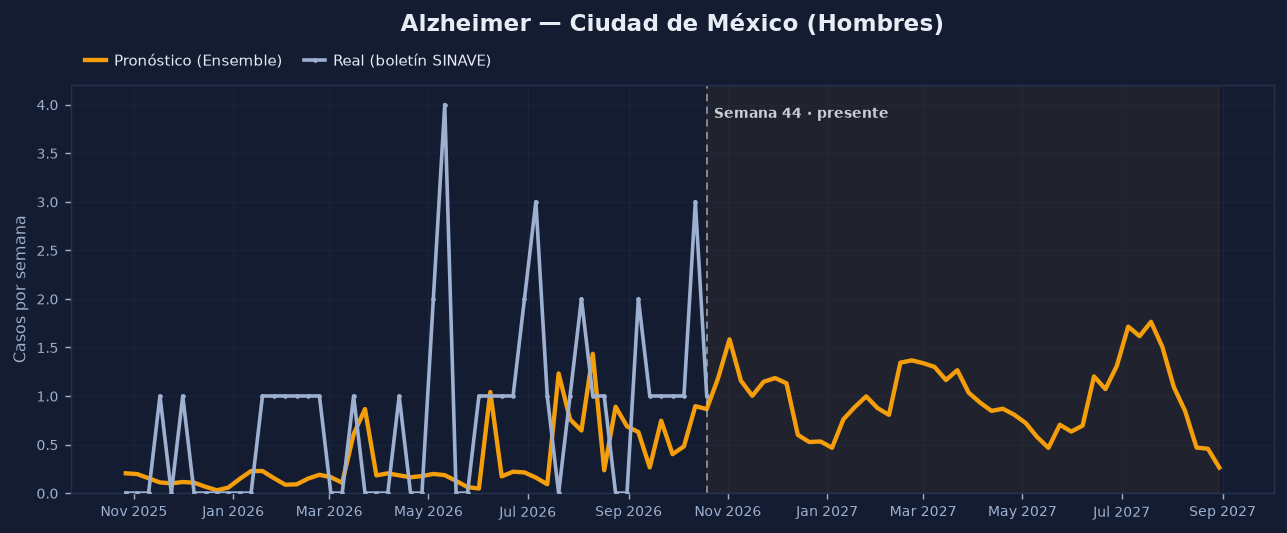 Alzheimer — Ciudad de México (Hombres)
Pronóstico (Ensemble)
Real (boletín SINAVE)
Semana 44 · presente
Casos por semana
4.0
3.5
3.0
2.5
2.0
1.5
1.0
0.5
0.0
Nov 2025
Jan 2026
Mar 2026
May 2026
Jul 2026
Sep 2026
Nov 2026
Jan 2027
Mar 2027
May 2027
Jul 2027
Sep 2027